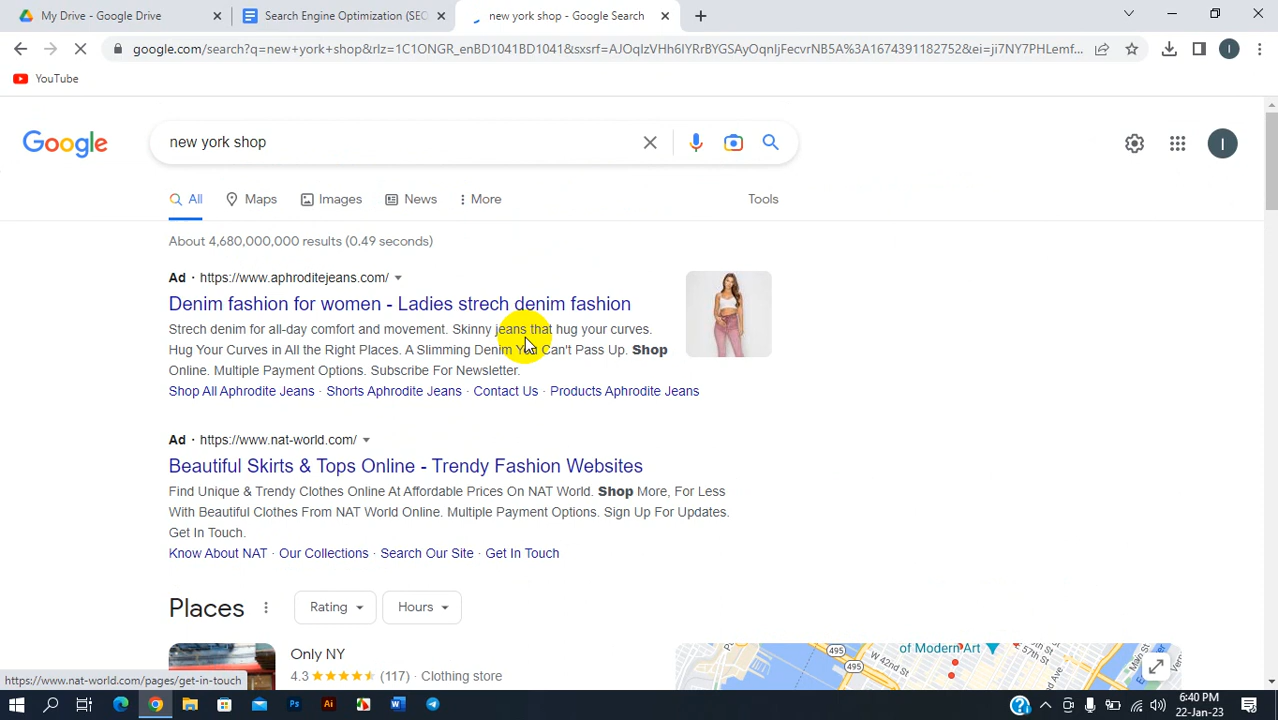 My Drive - Google Drive
Search Engine Optimization (SEO
new york shop - Google Search
google.com/search?q=new+york+shop&rlz=1C1ONGR_enBD1041BD1041&sxsrf=AJOqlzVHh6IYRrBYGSAyOqnIjFecvrNB5A%3A1674391182752&ei=ji7NY7PHLemf...
I
YouTube
Google
new york shop
I
All
Maps
Images
News
More
Tools
About 4,680,000,000 results (0.49 seconds)
Ad · https://www.aphroditejeans.com/
Denim fashion for women - Ladies strech denim fashion
Strech denim for all-day comfort and movement. Skinny jeans that hug your curves.
Hug Your Curves in All the Right Places. A Slimming Denim You Can't Pass Up. Shop
Online. Multiple Payment Options. Subscribe For Newsletter.
Shop All Aphrodite Jeans · Shorts Aphrodite Jeans · Contact Us · Products Aphrodite Jeans
Ad · https://www.nat-world.com/
Beautiful Skirts & Tops Online - Trendy Fashion Websites
Find Unique & Trendy Clothes Online At Affordable Prices On NAT World. Shop More, For Less
With Beautiful Clothes From NAT World Online. Multiple Payment Options. Sign Up For Updates.
Get In Touch.
Know About NAT · Our Collections · Search Our Site · Get In Touch
Places
Rating
Hours
Only NY
4.3 (117) · Clothing store
of Modern Art
495
W 42nd St
495
57th St
https://www.nat-world.com/pages/get-in-touch
Ps
Ai
6:40 PM
22-Jan-23